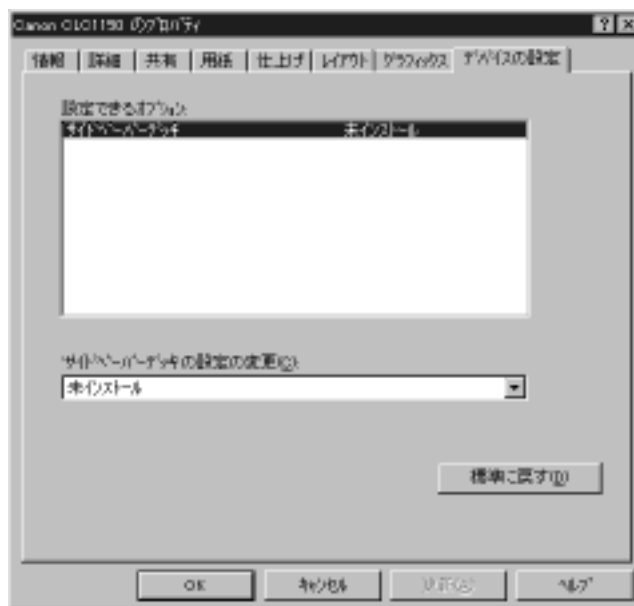 Canon CLC1150 のプロパティ
情報 詳細 共有 用紙 仕上げ レイアウト グラフィックス デバイスの設定
設定できるオプション:
サイドペーパーデッキ 未インストール
サイドペーパーデッキの設定の変更(C):
未インストール
標準に戻す(D)
OK キャンセル 更新(A) ヘルプ